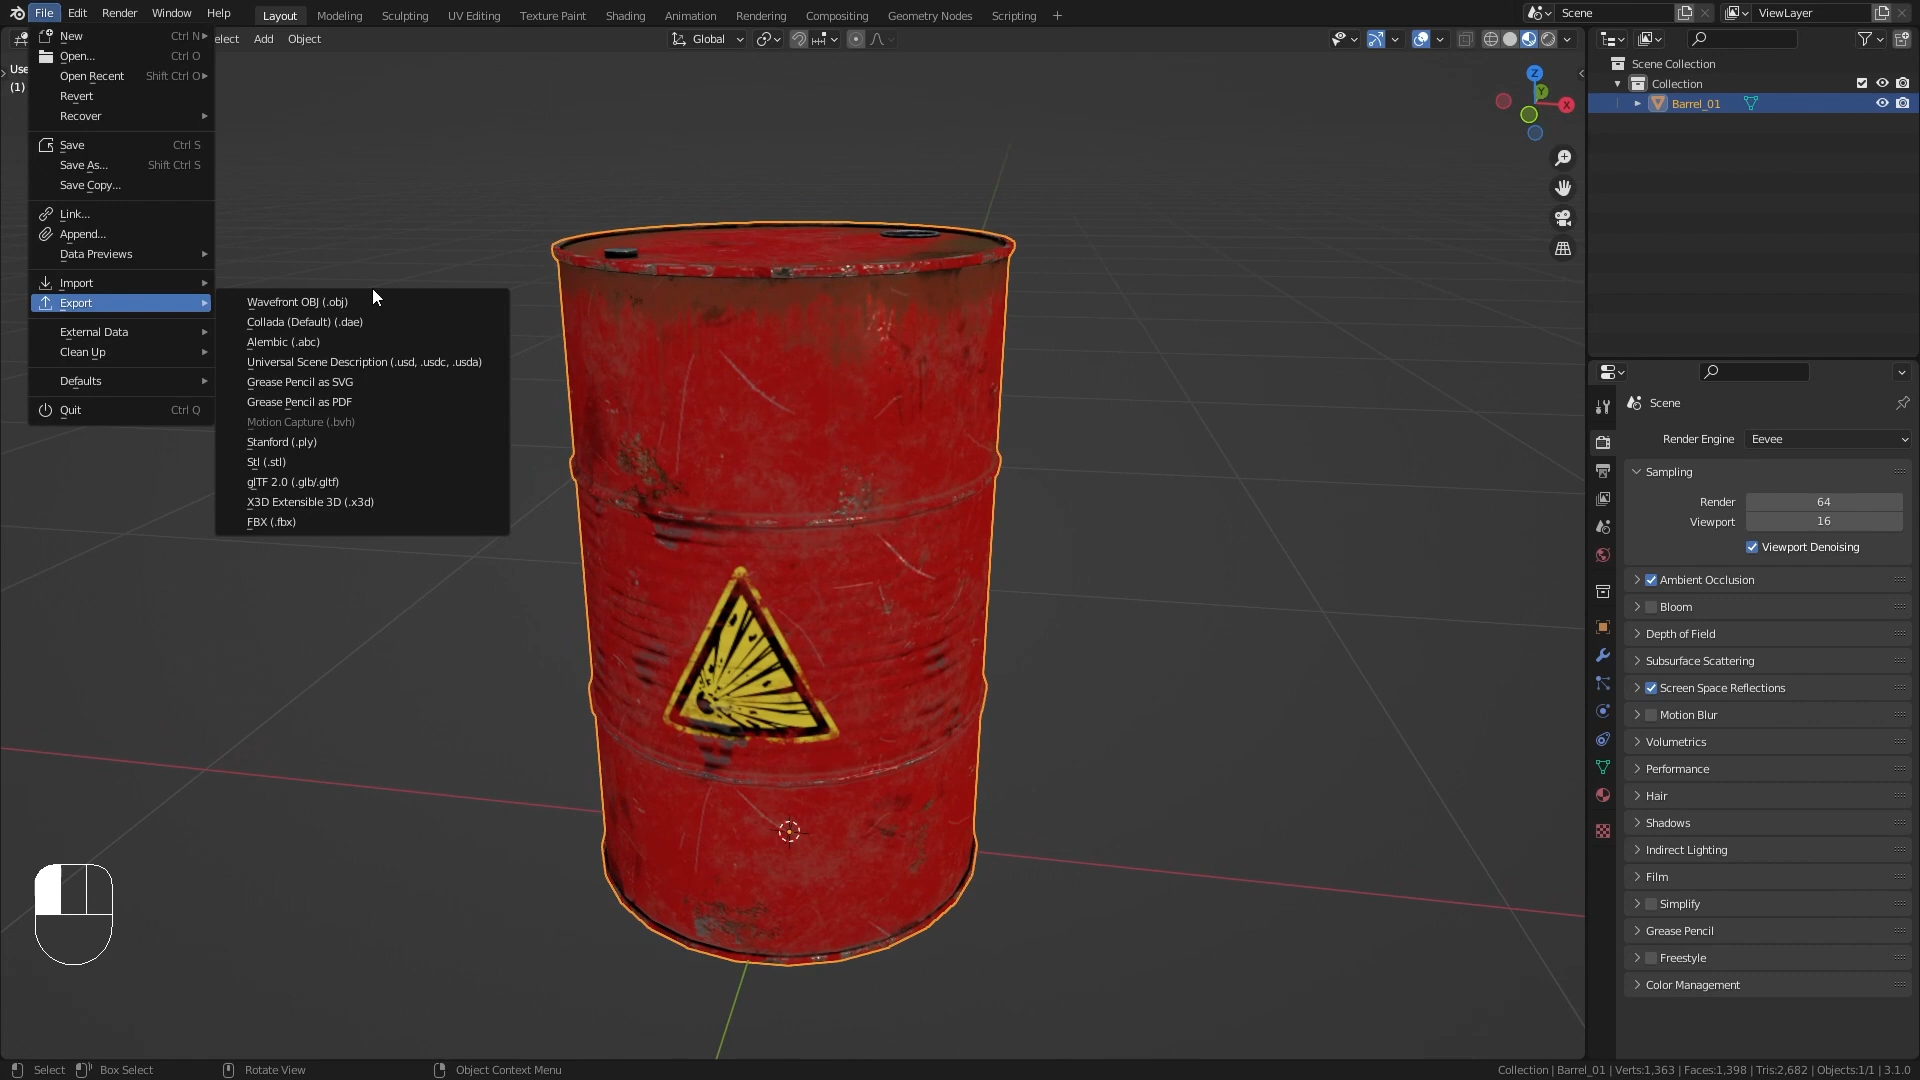 File Edit Render Window Help
Layout Modeling Sculpting UV Editing Texture Paint Shading Animation Rendering Compositing Geometry Nodes Scripting +
Scene
ViewLayer
elect Add Object
Global
Use
(1)
New Ctrl N
Open... Ctrl O
Open Recent Shift Ctrl O
Revert
Recover
Save Ctrl S
Save As... Shift Ctrl S
Save Copy...
Link...
Append...
Data Previews
Import
Export
External Data
Clean Up
Defaults
Quit Ctrl Q
Wavefront OBJ (.obj)
Collada (Default) (.dae)
Alembic (.abc)
Universal Scene Description (.usd, .usdc, .usda)
Grease Pencil as SVG
Grease Pencil as PDF
Motion Capture (.bvh)
Stanford (.ply)
Stl (.stl)
glTF 2.0 (.glb/.gltf)
X3D Extensible 3D (.x3d)
FBX (.fbx)
Z
Y
X
Scene Collection
Collection
Barrel_01
Scene
Render Engine Eevee
Sampling
Render 64
Viewport 16
Viewport Denoising
Ambient Occlusion
Bloom
Depth of Field
Subsurface Scattering
Screen Space Reflections
Motion Blur
Volumetrics
Performance
Hair
Shadows
Indirect Lighting
Film
Simplify
Grease Pencil
Freestyle
Color Management
Select Box Select Rotate View Object Context Menu
Collection | Barrel_01 | Verts:1,363 | Faces:1,398 | Tris:2,682 | Objects:1/1 | 3.1.0